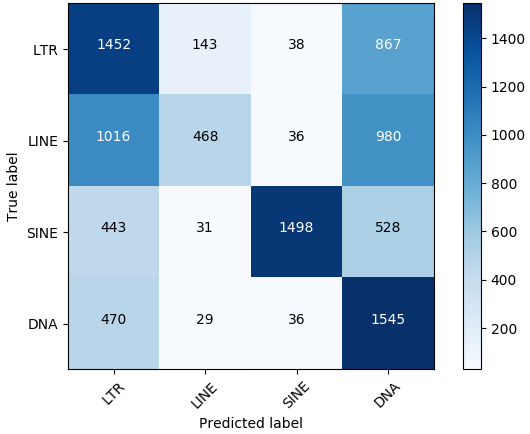 LTR 1452 143 38 867
LINE 1016 468 36 980
SINE 443 31 1498 528
DNA 470 29 36 1545
LTR LINE SINE DNA
Predicted label
True label
1400
1200
1000
800
600
400
200